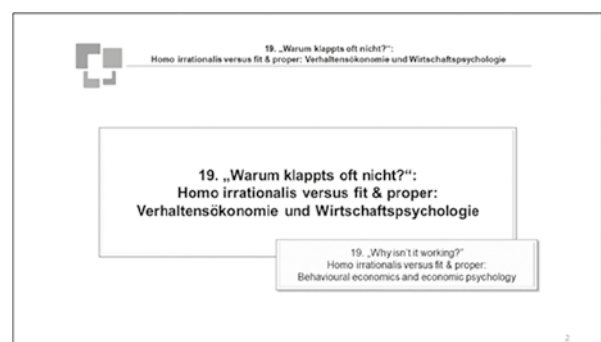 19. „Warum klappts oft nicht?“:
Homo irrationalis versus fit & proper: Verhaltensökonomie und Wirtschaftspsychologie
19. „Warum klappts oft nicht?“:
Homo irrationalis versus fit & proper:
Verhaltensökonomie und Wirtschaftspsychologie
19. „Why isn't it working?"
Homo irrationalis versus fit & proper:
Behavioural economics and economic psychology
2